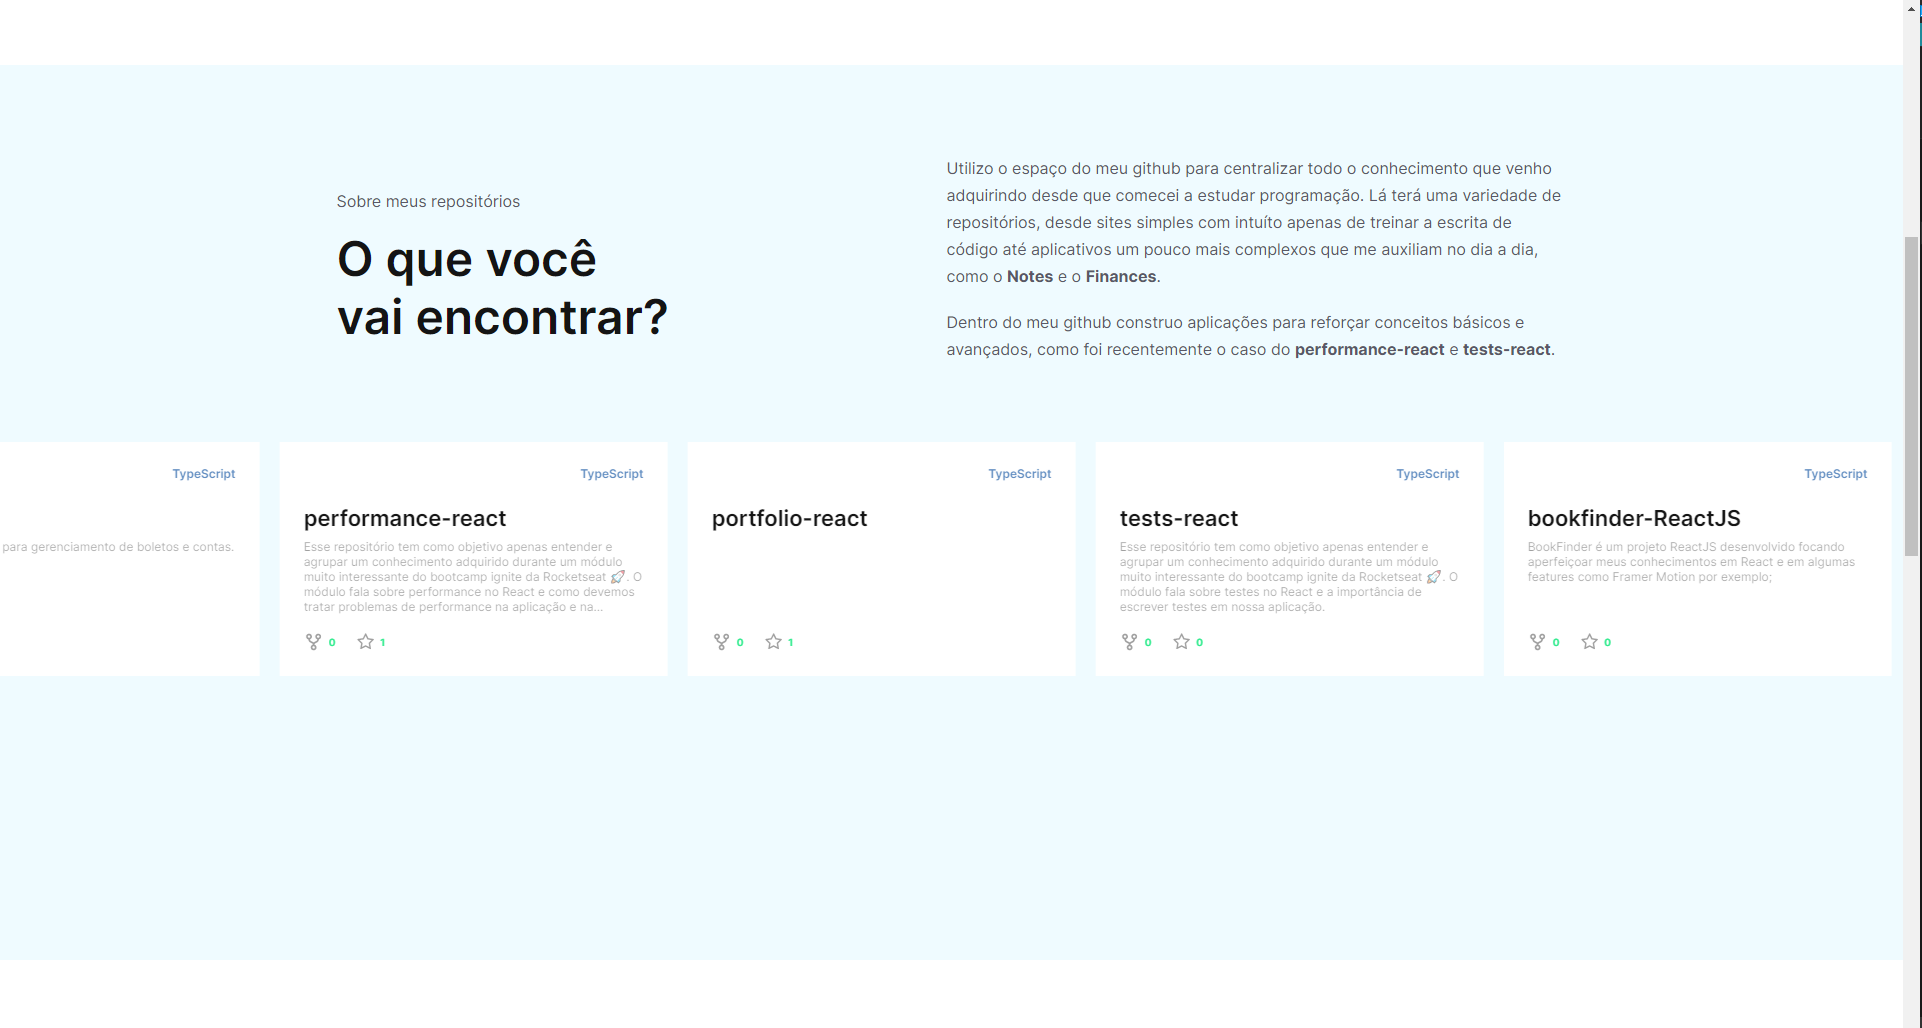 Sobre meus repositórios
O que você
vai encontrar?
Utilizo o espaço do meu github para centralizar todo o conhecimento que venho
adquirindo desde que comecei a estudar programação. Lá terá uma variedade de
repositórios, desde sites simples com intuíto apenas de treinar a escrita de
código até aplicativos um pouco mais complexos que me auxiliam no dia a dia,
como o Notes e o Finances.
Dentro do meu github construo aplicações para reforçar conceitos básicos e
avançados, como foi recentemente o caso do performance-react e tests-react.
TypeScript
para gerenciamento de boletos e contas.
TypeScript
performance-react
Esse repositório tem como objetivo apenas entender e
agrupar um conhecimento adquirido durante um módulo
muito interessante do bootcamp ignite da Rocketseat 🚀. O
módulo fala sobre performance no React e como devemos
tratar problemas de performance na aplicação e na...
0 1
TypeScript
portfolio-react
0 1
TypeScript
tests-react
Esse repositório tem como objetivo apenas entender e
agrupar um conhecimento adquirido durante um módulo
muito interessante do bootcamp ignite da Rocketseat 🚀. O
módulo fala sobre testes no React e a importância de
escrever testes em nossa aplicação.
0 0
TypeScript
bookfinder-ReactJS
BookFinder é um projeto ReactJS desenvolvido focando
aperfeiçoar meus conhecimentos em React e em algumas
features como Framer Motion por exemplo;
0 0